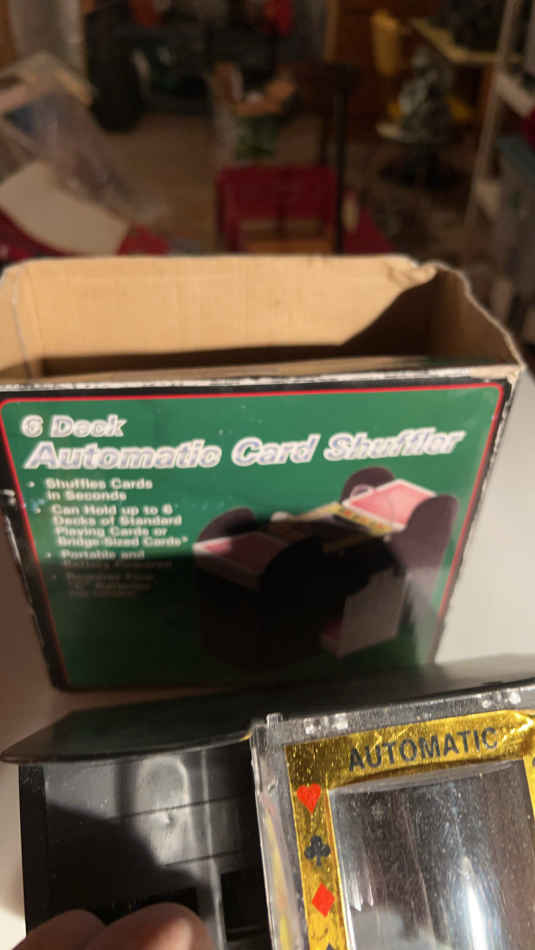 6 Deck
Automatic Card Shuffler
• Shuffles Cards
in Seconds
• Can Hold up to 6
Decks of Standard
Playing Cards or
Bridge-Sized Cards*
• Portable and
Battery
AUTOMATIC